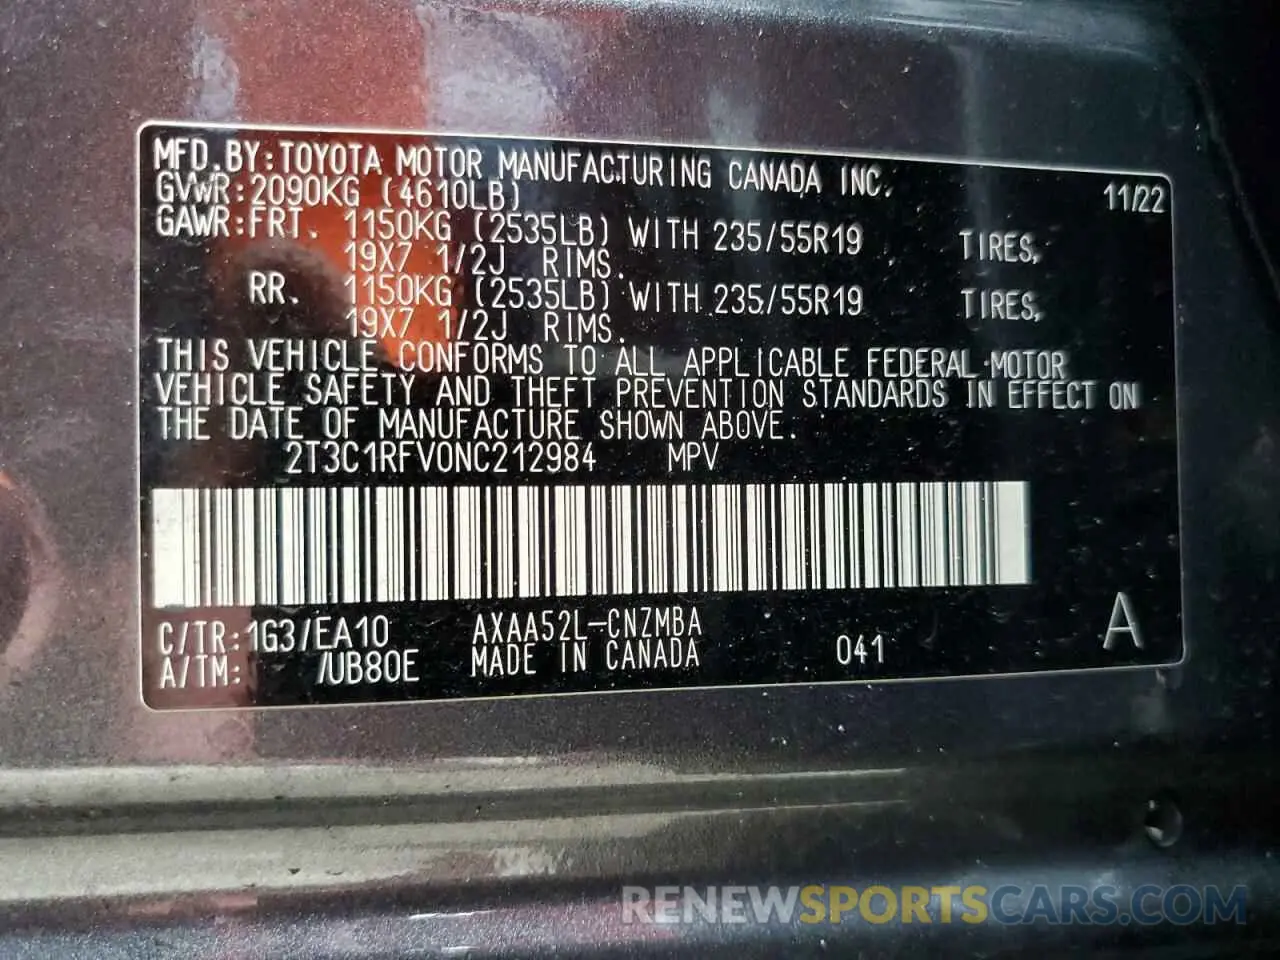 MFD.BY:TOYOTA MOTOR MANUFACTURING CANADA INC.
GVWR:2090KG (4610LB) 11/22
GAWR:FRT. 1150KG (2535LB) WITH 235/55R19 TIRES,
19X7 1/2J RIMS.
RR. 1150KG (2535LB) WITH 235/55R19 TIRES,
19X7 1/2J RIMS.
THIS VEHICLE CONFORMS TO ALL APPLICABLE FEDERAL MOTOR
VEHICLE SAFETY AND THEFT PREVENTION STANDARDS IN EFFECT ON
THE DATE OF MANUFACTURE SHOWN ABOVE.
2T3C1RFV0NC212984 MPV
C/TR:1G3/EA10 AXAA52L-CNZMBA
A/TM: /UB80E MADE IN CANADA 041 A
RENEWSPORTSCARS.COM